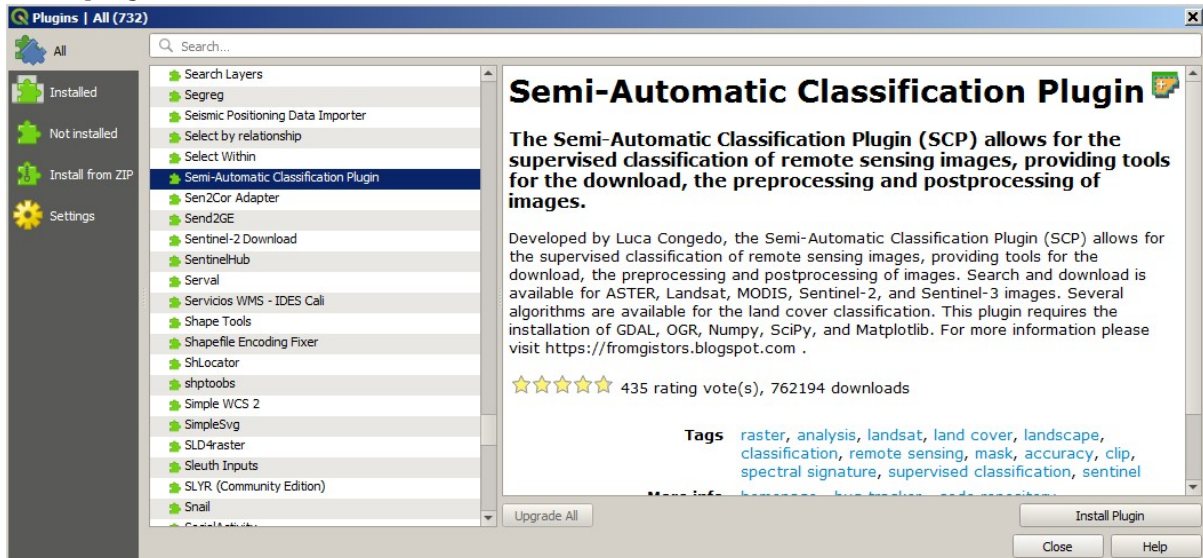 Plugins | All (732)
All
Installed
Not installed
Install from ZIP
Settings
Search...
Search Layers
Segreg
Seismic Positioning Data Importer
Select by relationship
Select Within
Semi-Automatic Classification Plugin
Sen2Cor Adapter
Send2GE
Sentinel-2 Download
SentinelHub
Serval
Servicios WMS - IDES Cali
Shape Tools
Shapefile Encoding Fixer
ShLocator
shptoobs
Simple WCS 2
SimpleSvg
SLD4raster
Sleuth Inputs
SLYR (Community Edition)
Snail
SocialActivity
Semi-Automatic Classification Plugin
The Semi-Automatic Classification Plugin (SCP) allows for the
supervised classification of remote sensing images, providing tools
for the download, the preprocessing and postprocessing of
images.
Developed by Luca Congedo, the Semi-Automatic Classification Plugin (SCP) allows for
the supervised classification of remote sensing images, providing tools for the
download, the preprocessing and postprocessing of images. Search and download is
available for ASTER, Landsat, MODIS, Sentinel-2, and Sentinel-3 images. Several
algorithms are available for the land cover classification. This plugin requires the
installation of GDAL, OGR, Numpy, SciPy, and Matplotlib. For more information please
visit https://fromgistors.blogspot.com .
435 rating vote(s), 762194 downloads
Tags raster, analysis, landsat, land cover, landscape,
classification, remote sensing, mask, accuracy, clip,
spectral signature, supervised classification, sentinel
More info homepage bug tracker code repository
Upgrade All
Install Plugin
Close
Help